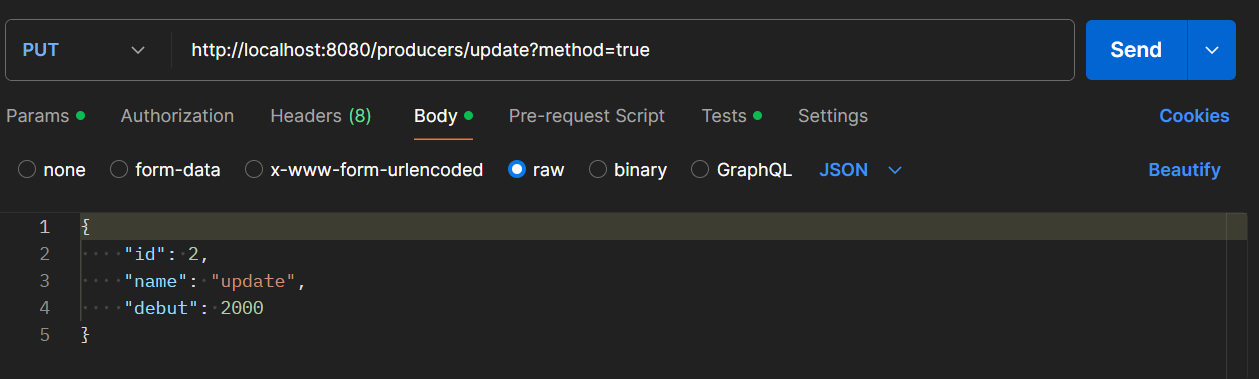 PUT http://localhost:8080/producers/update?method=true Send
Params Authorization Headers (8) Body Pre-request Script Tests Settings Cookies
none form-data x-www-form-urlencoded raw binary GraphQL JSON Beautify
1 {
2 "id": 2,
3 "name": "update",
4 "debut": 2000
5 }